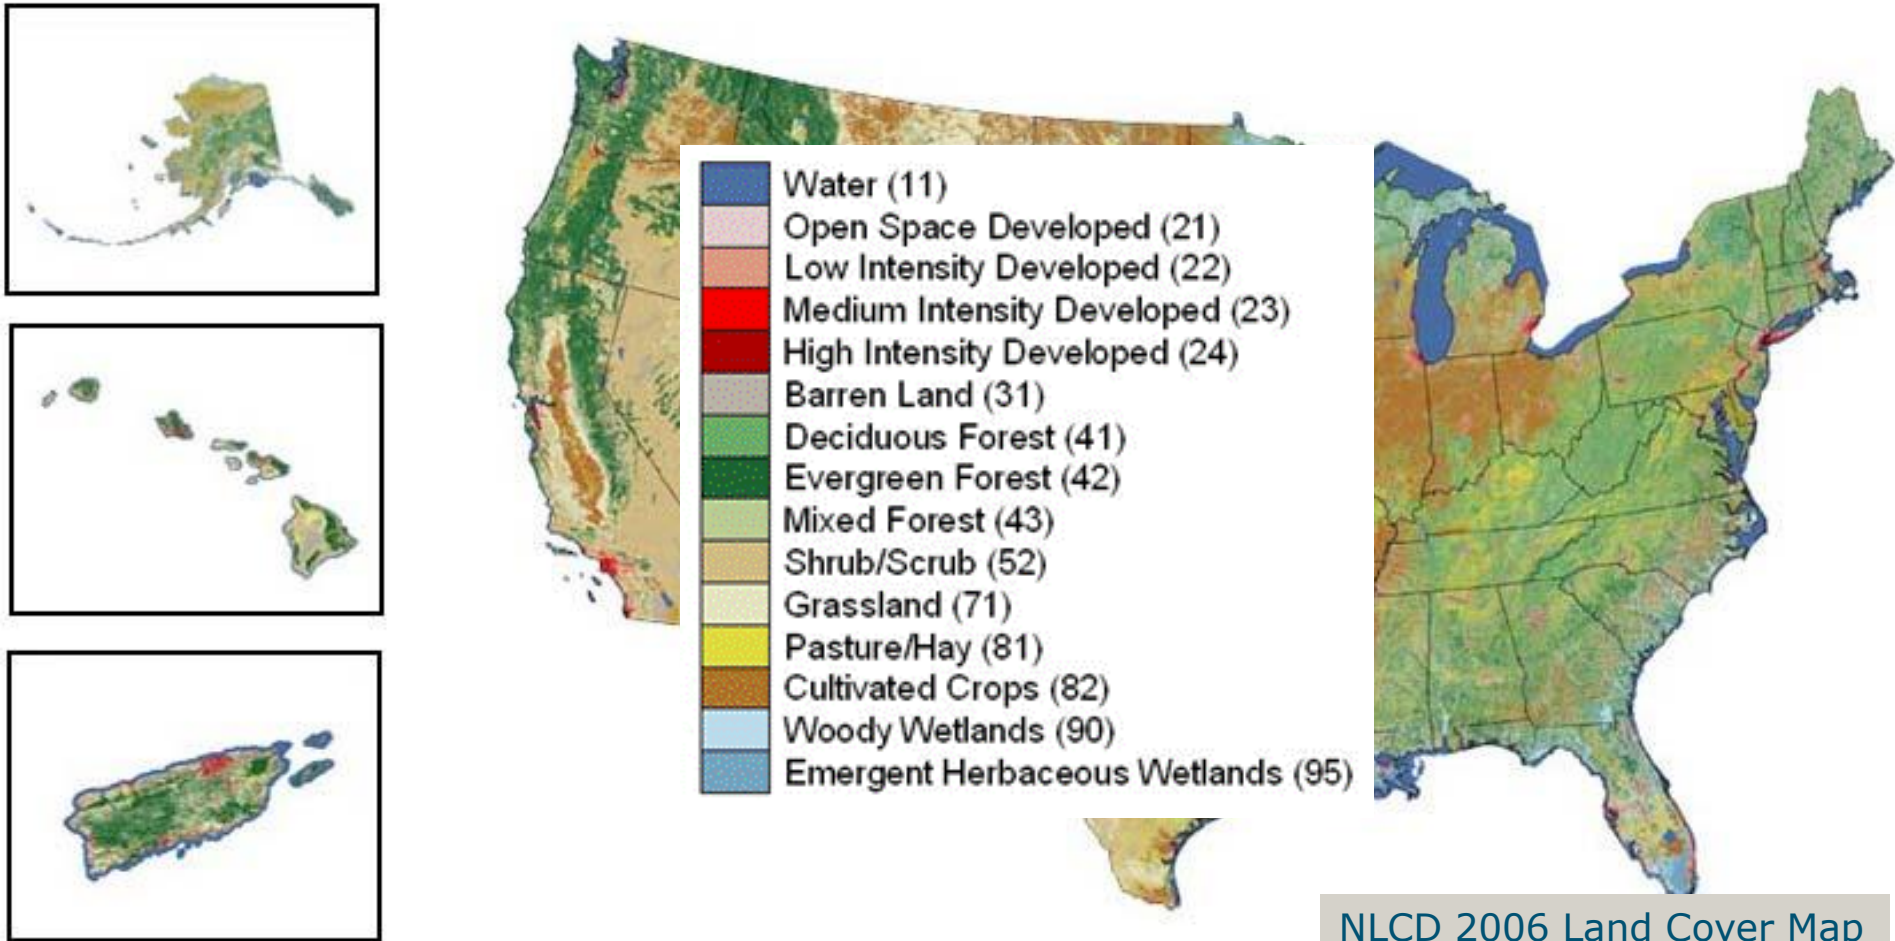 Water (11)
Open Space Developed (21)
Low Intensity Developed (22)
Medium Intensity Developed (23)
High Intensity Developed (24)
Barren Land (31)
Deciduous Forest (41)
Evergreen Forest (42)
Mixed Forest (43)
Shrub/Scrub (52)
Grassland (71)
Pasture/Hay (81)
Cultivated Crops (82)
Woody Wetlands (90)
Emergent Herbaceous Wetlands (95)
NLCD 2006 Land Cover Map